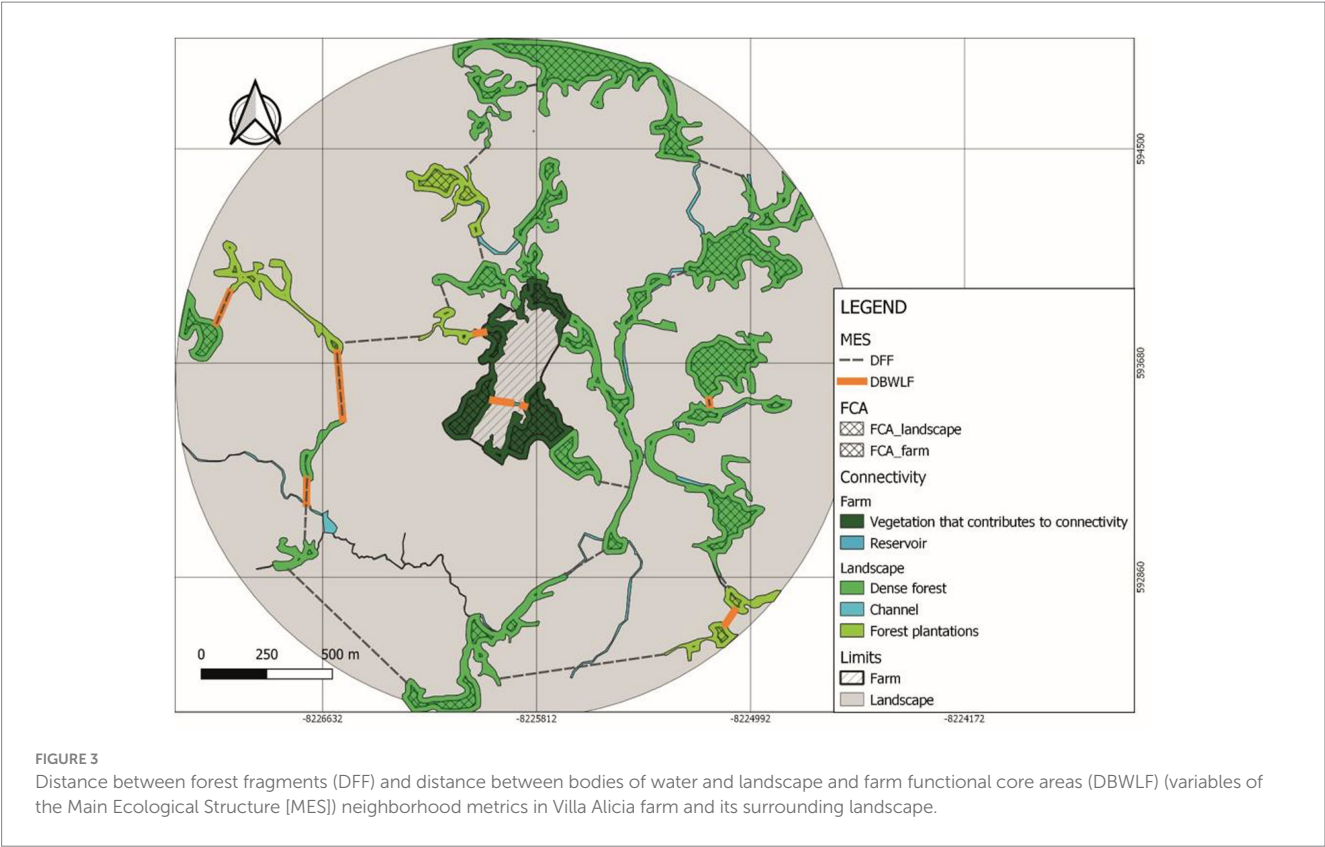 594500
593680
592860
LEGEND
MES
DFF
DBWLF
FCA
FCA_landscape
FCA_farm
Connectivity
Farm
Vegetation that contributes to connectivity
Reservoir
Landscape
Dense forest
Channel
Forest plantations
Limits
Farm
Landscape
0 250 500 m
-8226632 -8225812 -8224992 -8224172
FIGURE 3
Distance between forest fragments (DFF) and distance between bodies of water and landscape and farm functional core areas (DBWLF) (variables of
the Main Ecological Structure [MES]) neighborhood metrics in Villa Alicia farm and its surrounding landscape.